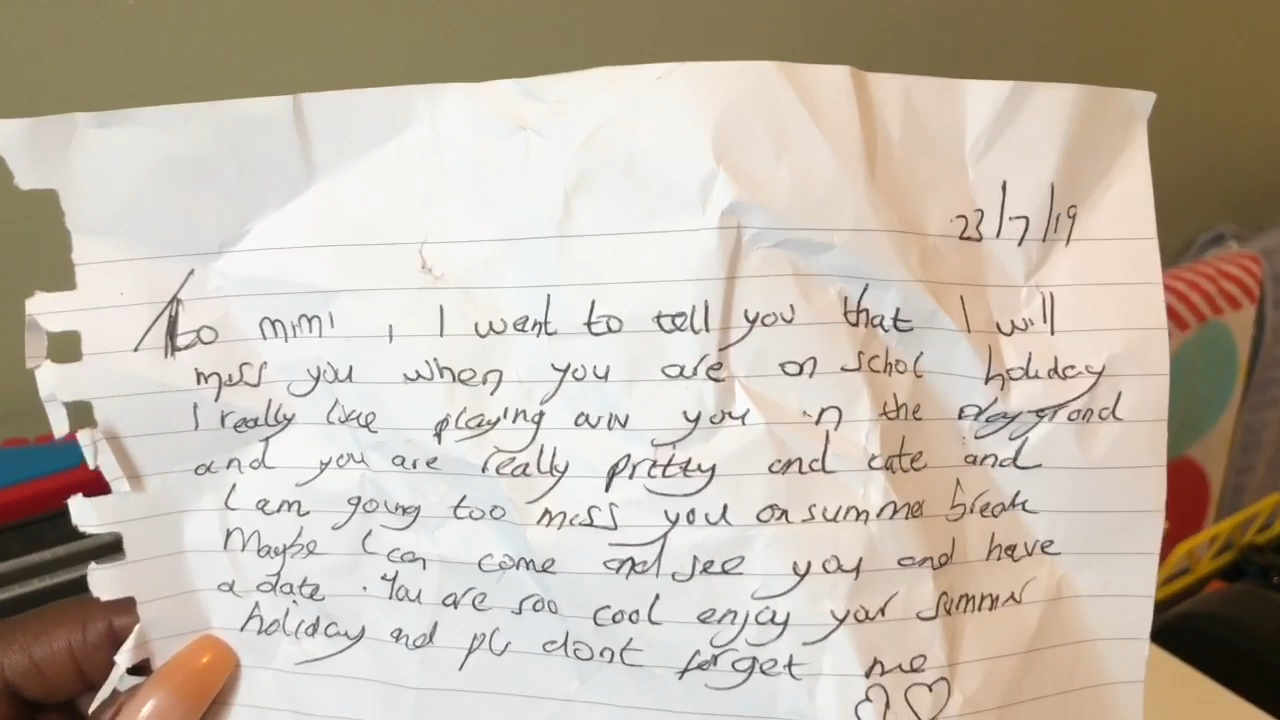 23/7/19
to mimi, I want to tell you that I will
miss you when you are on schol holiday
I really like playing you in the playgrond
and you are really pritty and cute and
I am going too miss you on summer break
Maybe I can come and see you and have
a date. You are soo cool enjoy your summer
holiday and pl dont forget me